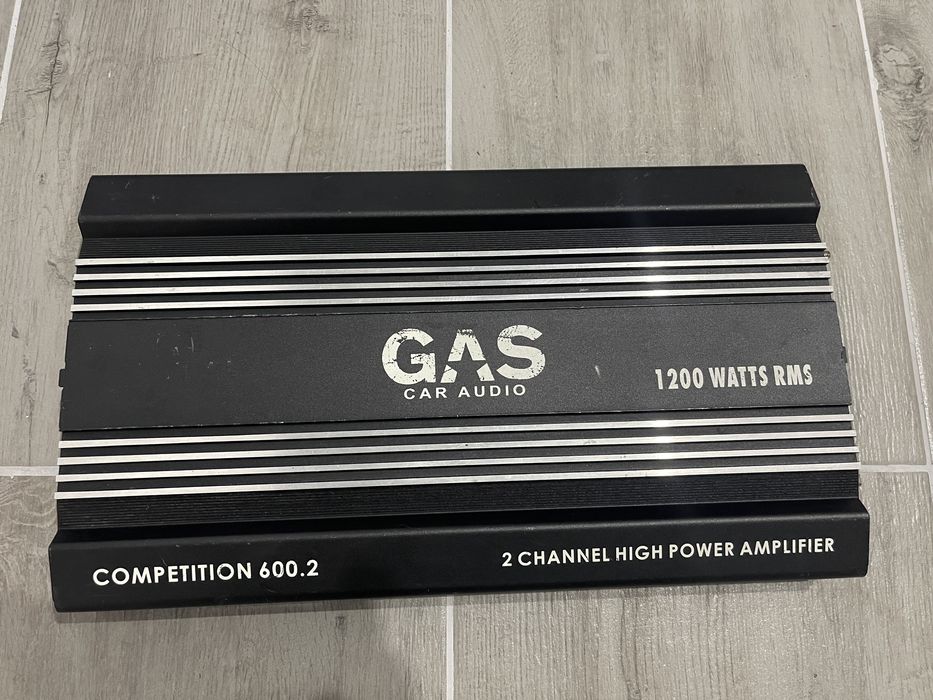 GAS
CAR AUDIO
1200 WATTS RMS
COMPETITION 600.2
2 CHANNEL HIGH POWER AMPLIFIER